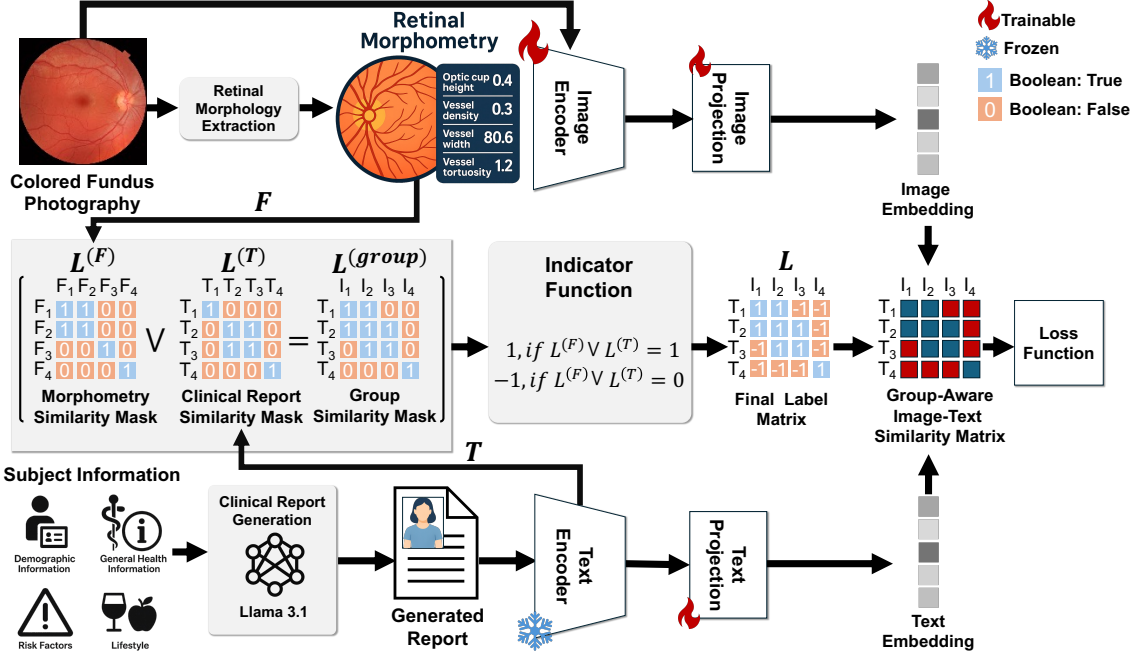 Retinal
Morphometry
Trainable
Frozen
1 Boolean: True
0 Boolean: False
Retinal
Morphology
Extraction
Optic cup
height 0.4
Vessel
density 0.3
Vessel
width 80.6
Vessel
tortuosity 1.2
Image
Encoder
Image
Projection
Colored Fundus
Photography
Image
Embedding
F
L(F)
F1 F2 F3 F4
F1 1 1 0 0
F2 1 1 0 0
F3 0 0 1 0
F4 0 0 0 1
Morphometry
Similarity Mask
V
L(T)
T1 T2 T3 T4
T1 1 0 0 0
T2 0 1 1 0
T3 0 1 1 0
T4 0 0 0 1
Clinical Report
Similarity Mask
=
L(group)
I1 I2 I3 I4
T1 1 1 0 0
T2 1 1 1 0
T3 0 1 1 0
T4 0 0 0 1
Group
Similarity Mask
Indicator
Function
1, if L(F) V L(T) = 1
−1, if L(F) V L(T) = 0
L
I1 I2 I3 I4
T1 1 1 -1 -1
T2 1 1 1 -1
T3 -1 1 1 -1
T4 -1 -1 -1 1
Final Label
Matrix
I1 I2 I3 I4
T1
T2
T3
T4
Group-Aware
Image-Text
Similarity Matrix
Loss
Function
T
Subject Information
Demographic
Information
General Health
Information
Risk Factors
Lifestyle
Clinical Report
Generation
Llama 3.1
Generated
Report
Text
Encoder
Text
Projection
Text
Embedding